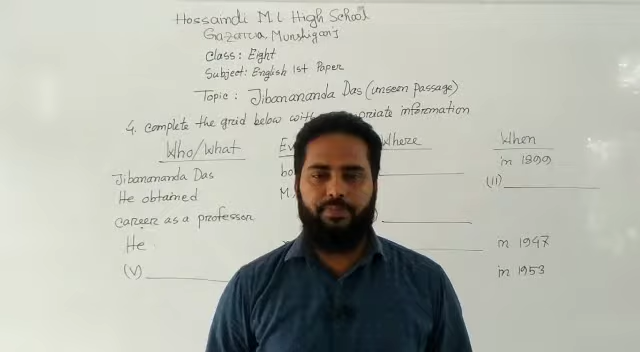 Hossaindi M.L High School
Gazaria Munshiganj
Class: Eight
Subject: English 1st Paper
Topic: Jibanananda Das (unseen passage)
4. Complete the grid below with information
Who/What Where When
Jibanananda Das in 1899
He obtained M. (ii)
career as a professor
He in 1947
(v) in 1953